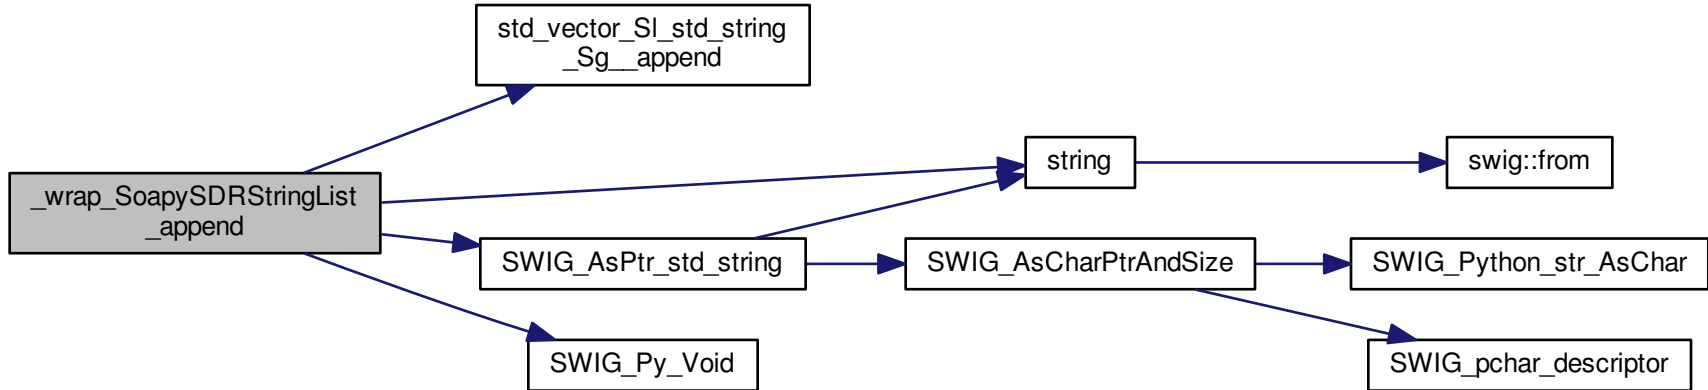 std_vector_Sl_std_string
_Sg__append
string
swig::from
_wrap_SoapySDRStringList
_append
SWIG_AsPtr_std_string
SWIG_AsCharPtrAndSize
SWIG_Python_str_AsChar
SWIG_Py_Void
SWIG_pchar_descriptor